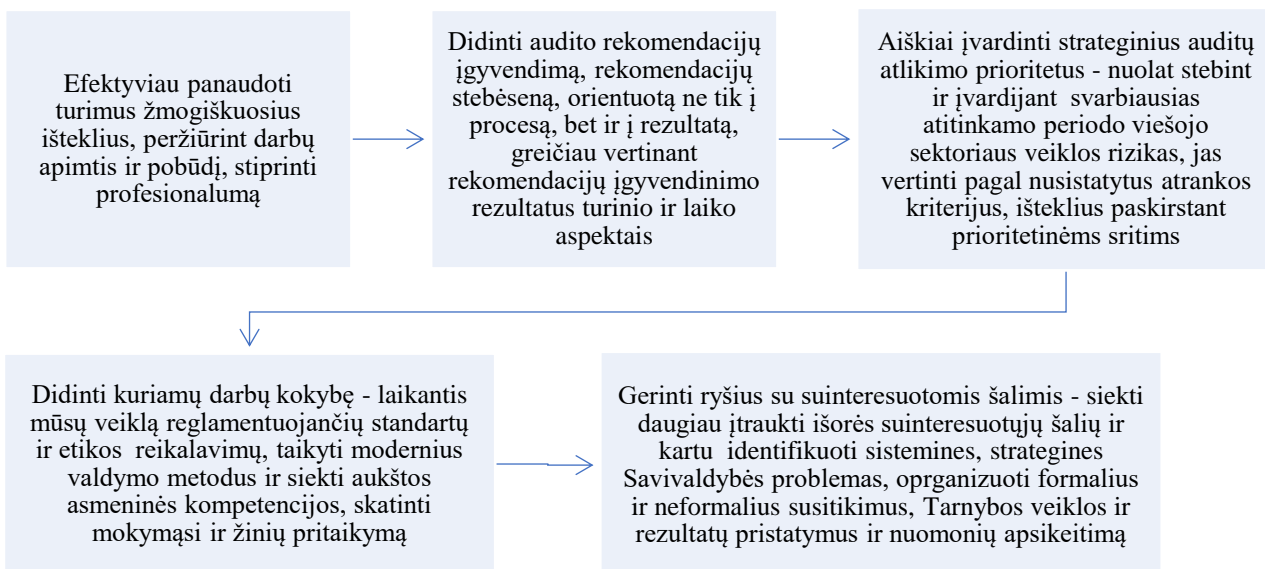 Efektyviau panaudoti
turimus žmogiškuosius
išteklius, peržiūrint darbų
apimtis ir pobūdį, stiprinti
profesionalumą
Didinti audito rekomendacijų
įgyvendimą, rekomendacijų
stebėseną, orientuotą ne tik į
procesą, bet ir į rezultatą,
greičiau vertinant
rekomendacijų įgyvendinimo
rezultatus turinio ir laiko
aspektais
Aiškiai įvardinti strateginius auditų
atlikimo prioritetus - nuolat stebint
ir įvardijant svarbiausias
atitinkamo periodo viešojo
sektoriaus veiklos rizikas, jas
vertinti pagal nusistatytus atrankos
kriterijus, išteklius paskirstant
prioritetinėms sritims
Didinti kuriamų darbų kokybę - laikantis
mūsų veiklą reglamentuojančių standartų
ir etikos reikalavimų, taikyti modernius
valdymo metodus ir siekti aukštos
asmeninės kompetencijos, skatinti
mokymąsi ir žinių pritaikymą
Gerinti ryšius su suinteresuotomis šalimis - siekti
daugiau įtraukti išorės suinteresuotųjų šalių ir
kartu identifikuoti sistemines, strategines
Savivaldybės problemas, oprganizuoti formalius
ir neformalius susitikimus, Tarnybos veiklos ir
rezultatų pristatymus ir nuomonių apsikeitimą